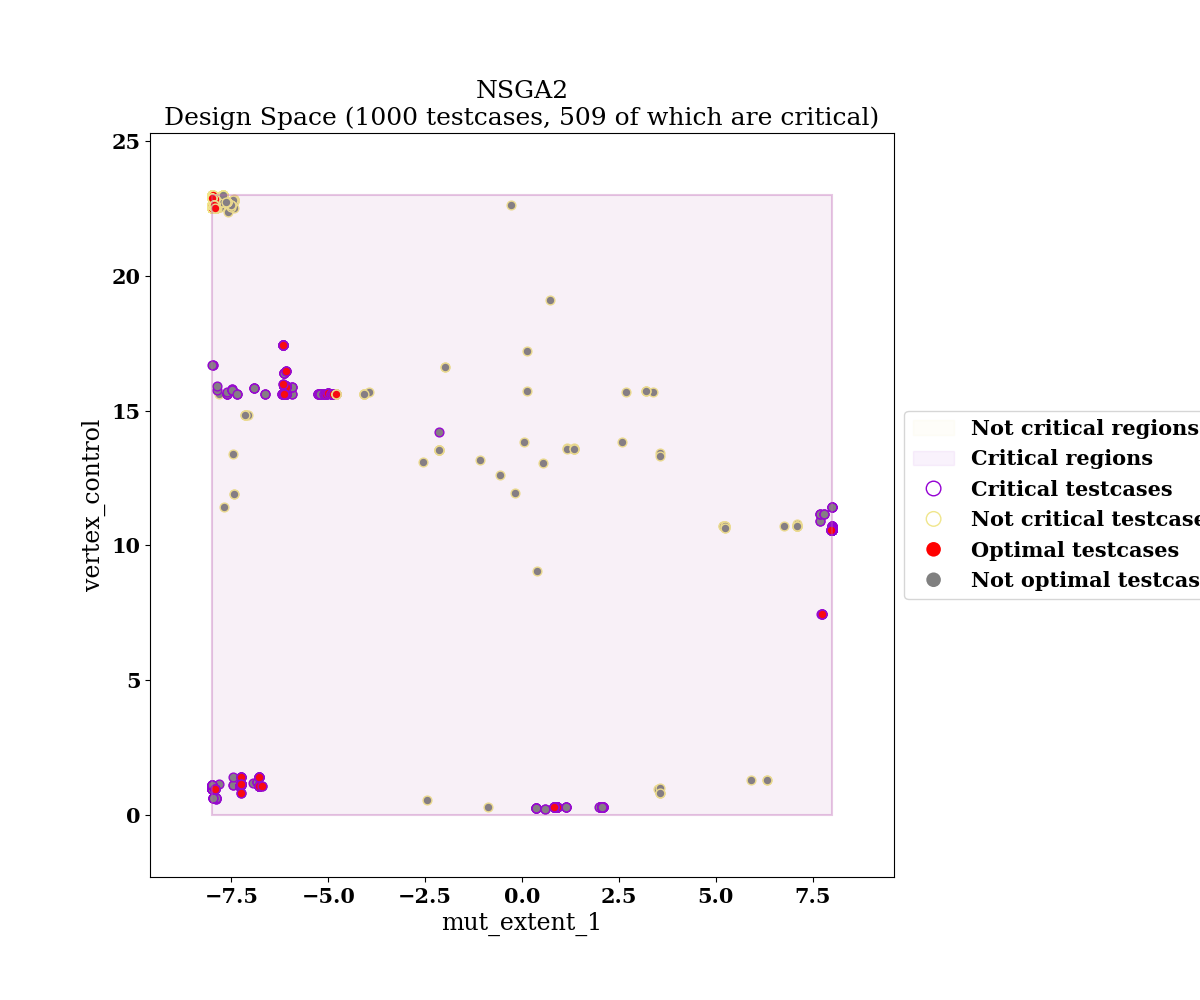 NSGA2
Design Space (1000 testcases, 509 of which are critical)
25
20
15
10
5
0
vertex_control
−7.5 −5.0 −2.5 0.0 2.5 5.0 7.5
mut_extent_1
Not critical regions
Critical regions
Critical testcases
Not critical testcase
Optimal testcases
Not optimal testcas